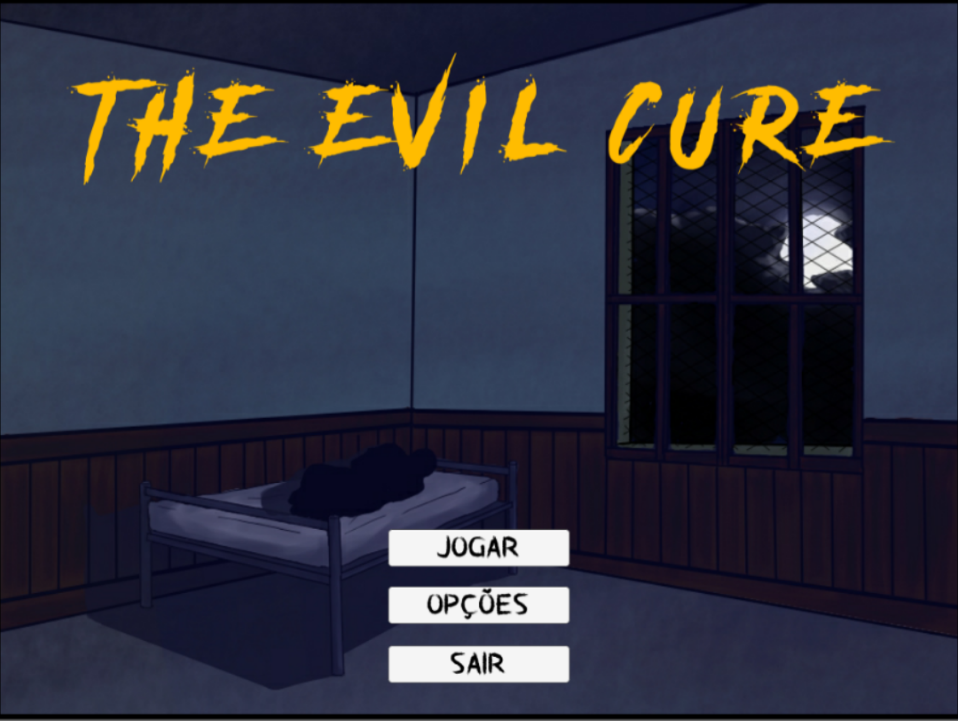 THE EVIL CURE
JOGAR
OPÇÕES
SAIR